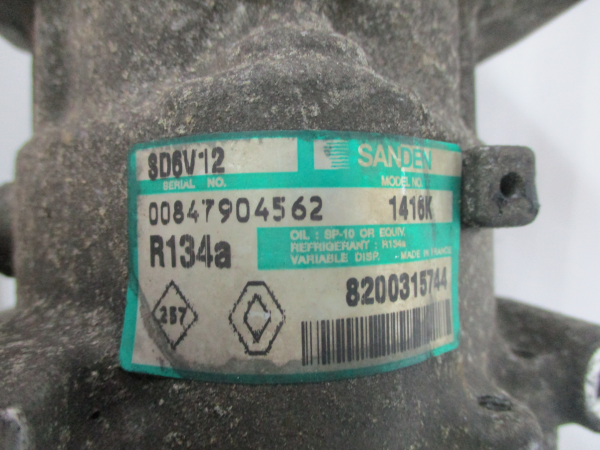 SD6V12 SANDEN
SERIAL NO. MODEL NO.
00847904562 1416K
R134a
OIL : SP-10 OR EQUIV.
REFRIGERANT : R134a
VARIABLE DISP. - MADE IN FRANCE
8200315744
257